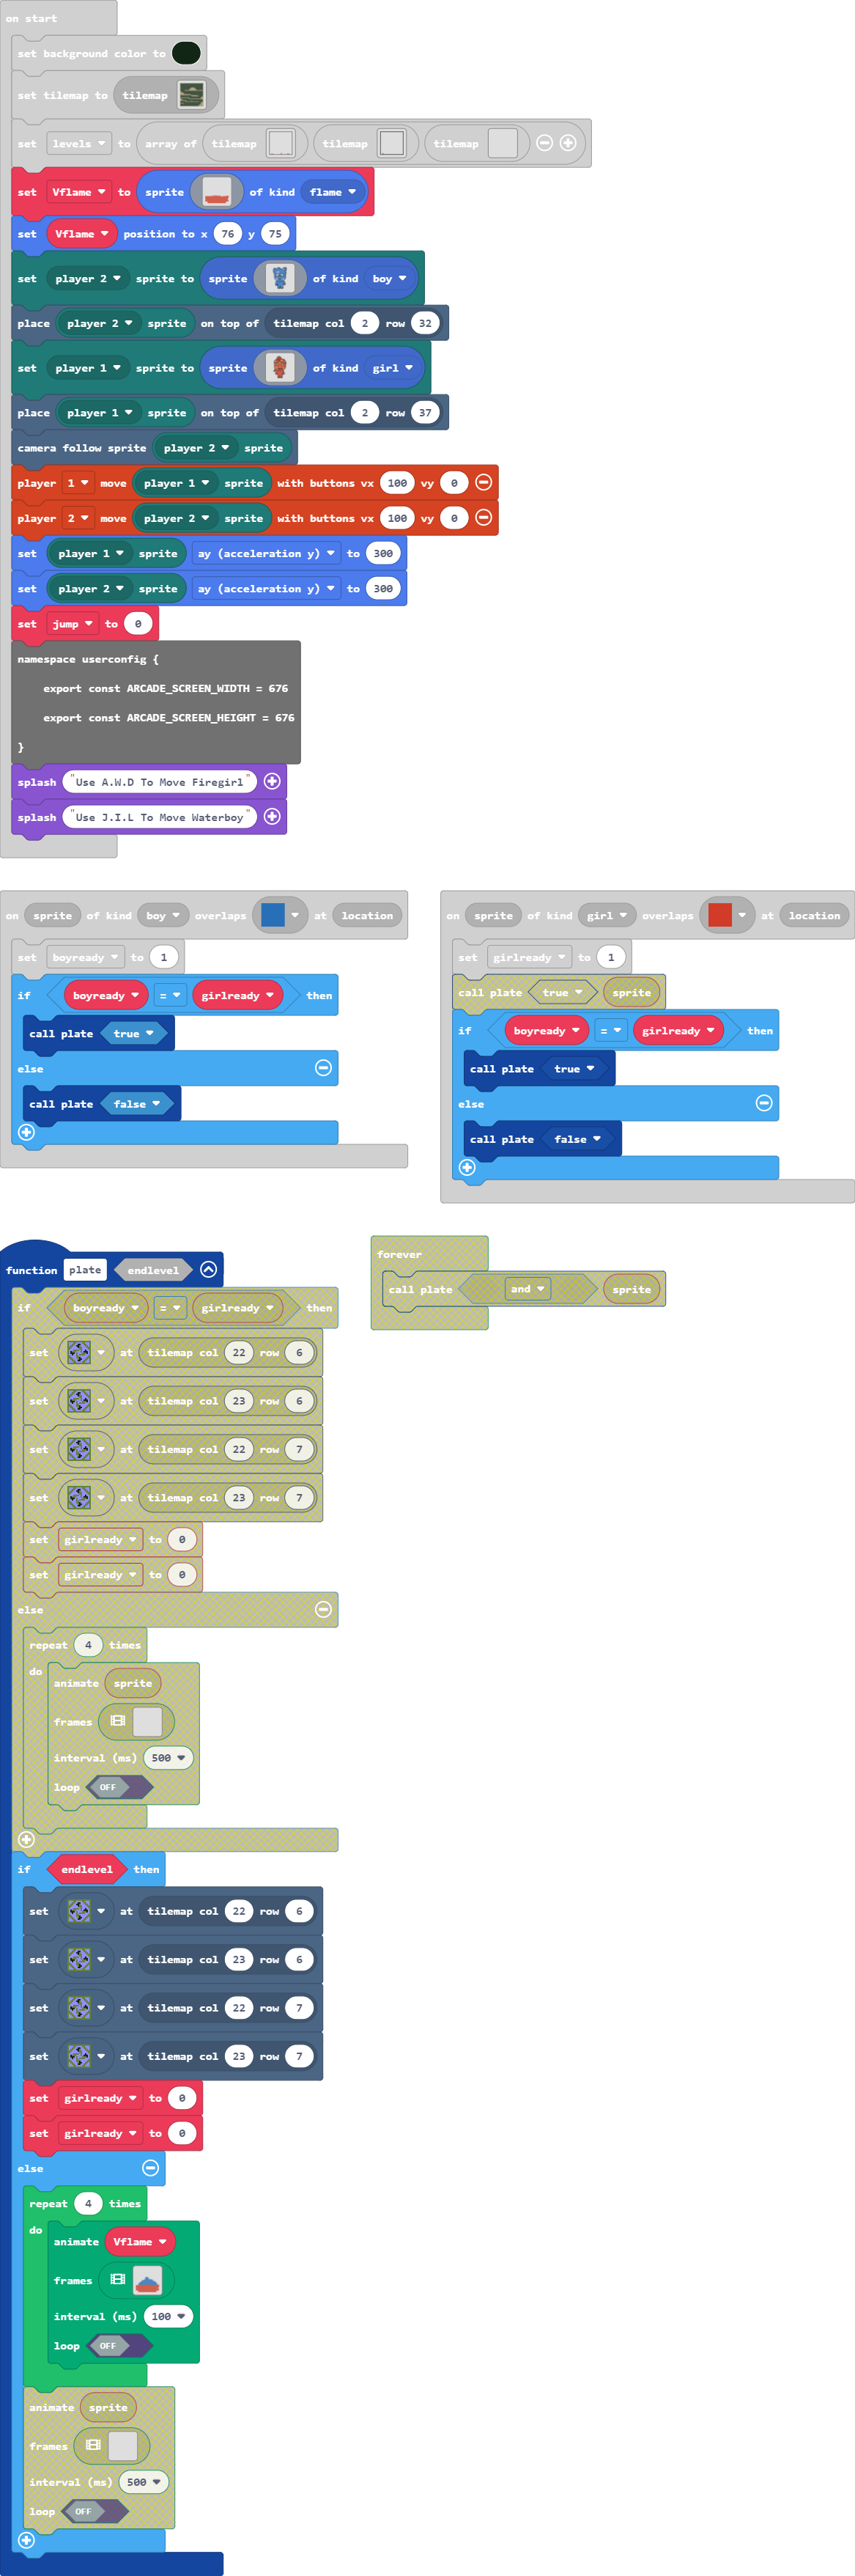 on start
set background color to
set tilemap to tilemap
set levels to array of tilemap tilemap tilemap
set Vflame to sprite of kind flame
set Vflame position to x 76 y 75
set player 2 sprite to sprite of kind boy
place player 2 sprite on top of tilemap col 2 row 32
set player 1 sprite to sprite of kind girl
place player 1 sprite on top of tilemap col 2 row 37
camera follow sprite player 2 sprite
player 1 move player 1 sprite with buttons vx 100 vy 0
player 2 move player 2 sprite with buttons vx 100 vy 0
set player 1 sprite ay (acceleration y) to 300
set player 2 sprite ay (acceleration y) to 300
set jump to 0
namespace userconfig {
export const ARCADE_SCREEN_WIDTH = 676
export const ARCADE_SCREEN_HEIGHT = 676
}
splash "Use A.W.D To Move Firegirl"
splash "Use J.I.L To Move Waterboy"
on sprite of kind boy overlaps at location
set boyready to 1
if boyready = girlready then
call plate true
else
call plate false
on sprite of kind girl overlaps at location
set girlready to 1
call plate true sprite
if boyready = girlready then
call plate true
else
call plate false
function plate endlevel
if boyready = girlready then
set at tilemap col 22 row 6
set at tilemap col 23 row 6
set at tilemap col 22 row 7
set at tilemap col 23 row 7
set girlready to 0
set girlready to 0
else
repeat 4 times
do animate sprite
frames
interval (ms) 500
loop OFF
if endlevel then
set at tilemap col 22 row 6
set at tilemap col 23 row 6
set at tilemap col 22 row 7
set at tilemap col 23 row 7
set girlready to 0
set girlready to 0
else
repeat 4 times
do animate Vflame
frames
interval (ms) 100
loop OFF
animate sprite
frames
interval (ms) 500
loop OFF
forever
call plate and sprite